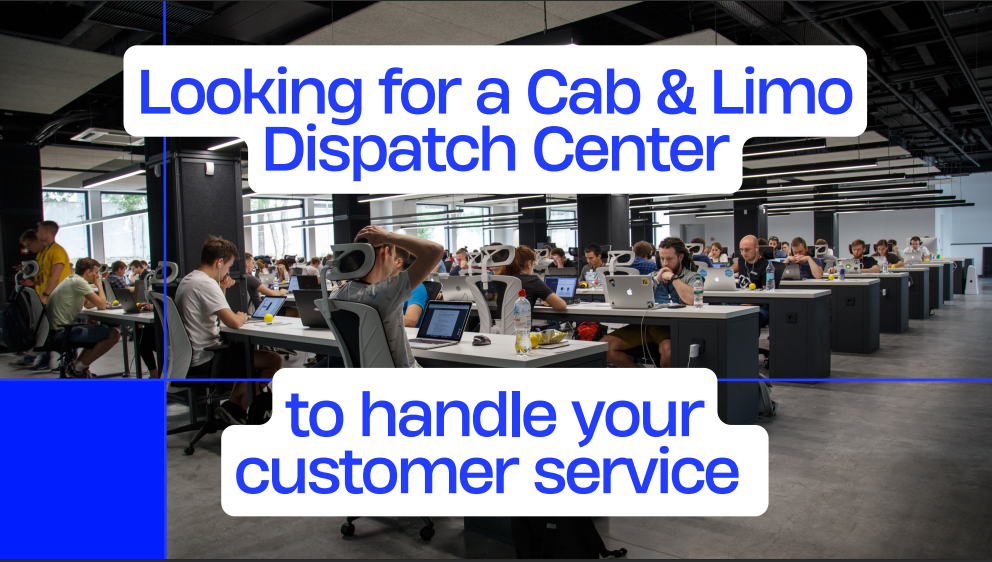 Looking for a Cab & Limo
Dispatch Center
to handle your
customer service